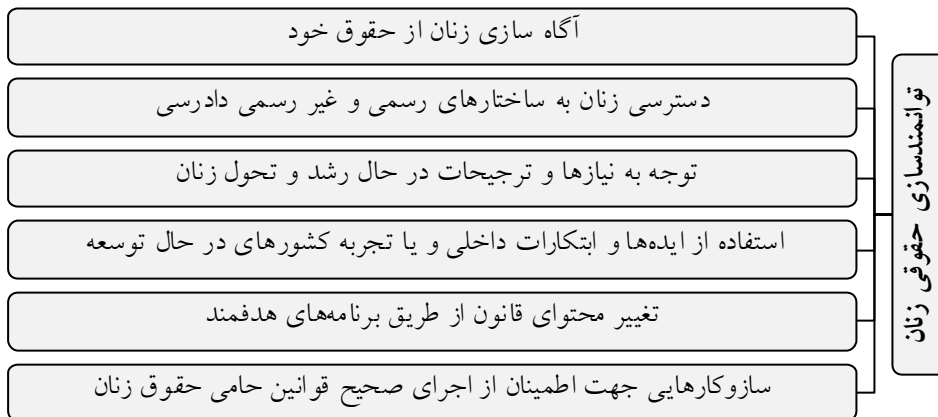 توانمندسازی حقوقی زنان
آگاه سازی زنان از حقوق خود
دسترسی زنان به ساختارهای رسمی و غیر رسمی دادرسی
توجه به نیازها و ترجیحات در حال رشد و تحول زنان
استفاده از ایده‌ها و ابتکارات داخلی و یا تجربه کشورهای در حال توسعه
تغییر محتوای قانون از طریق برنامه‌های هدفمند
سازوکارهایی جهت اطمینان از اجرای صحیح قوانین حامی حقوق زنان